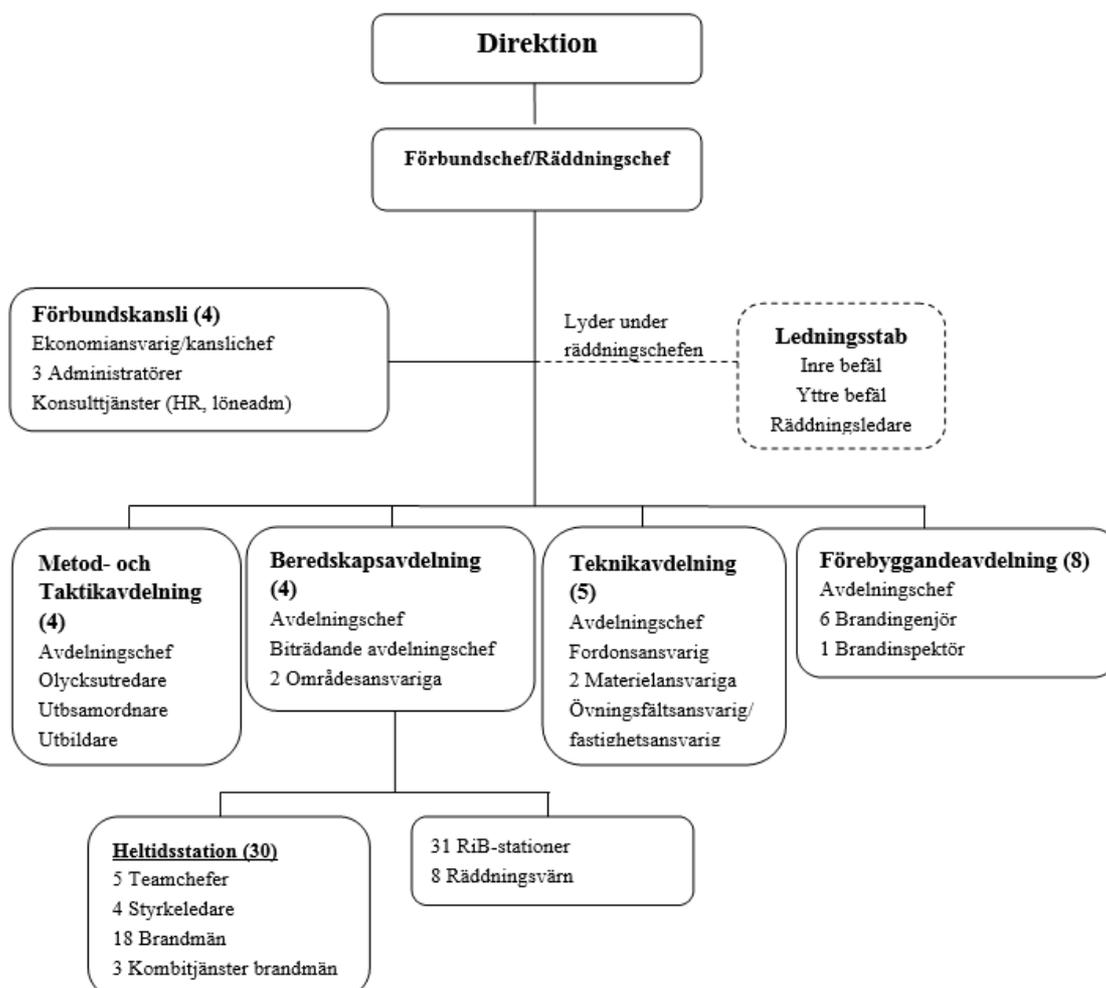 Direktion
Förbundschef/Räddningschef
Förbundskansli (4)
Ekonomiansvarig/kanslichef
3 Administratörer
Konsulttjänster (HR, löneadm)
Lyder under
räddningschefen
Ledningsstab
Inre befäl
Yttre befäl
Räddningsledare
Metod- och
Taktikavdelning
(4)
Avdelningschef
Olycksutredare
Utbsamordnare
Utbildare
Beredskapsavdelning
(4)
Avdelningschef
Biträdande avdelningschef
2 Områdesansvariga
Teknikavdelning
(5)
Avdelningschef
Fordonsansvarig
2 Materielansvariga
Övningsfältsansvarig/
fastighetsansvarig
Förebyggandeavdelning (8)
Avdelningschef
6 Brandingenjör
1 Brandinspektör
Heltidsstation (30)
5 Teamchefer
4 Styrkeledare
18 Brandmän
3 Kombitjänster brandmän
31 RiB-stationer
8 Räddningsvärn